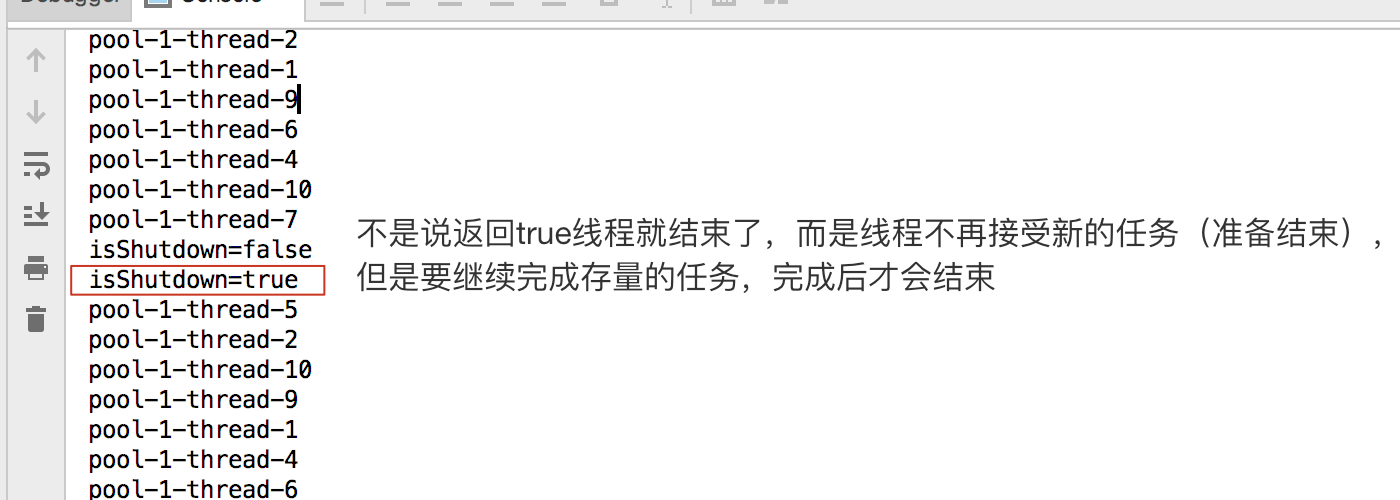 Debugger Console
pool-1-thread-2
pool-1-thread-1
pool-1-thread-9
pool-1-thread-6
pool-1-thread-4
pool-1-thread-10
pool-1-thread-7
isShutdown=false
isShutdown=true
不是说返回true线程就结束了，而是线程不再接受新的任务（准备结束），
但是要继续完成存量的任务，完成后才会结束
pool-1-thread-5
pool-1-thread-2
pool-1-thread-10
pool-1-thread-9
pool-1-thread-1
pool-1-thread-4
pool-1-thread-6